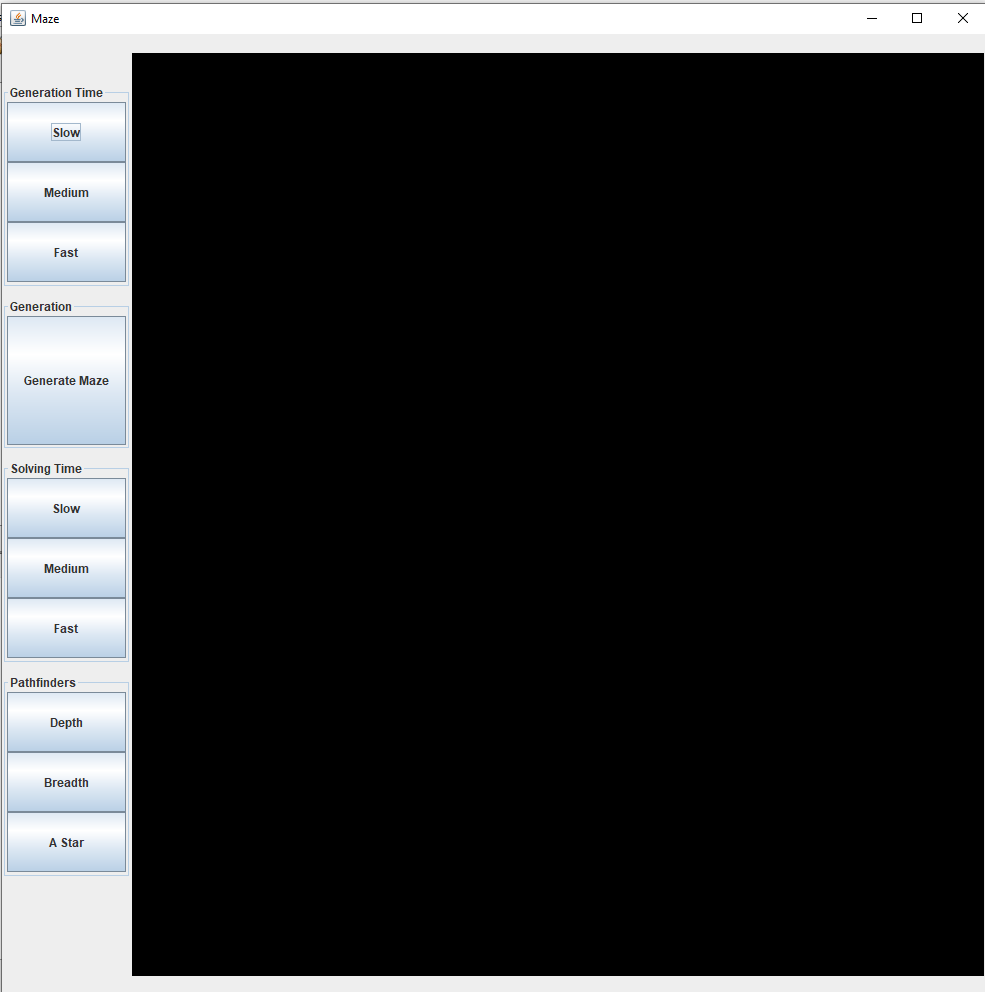 Maze
Generation Time
Slow
Medium
Fast
Generation
Generate Maze
Solving Time
Slow
Medium
Fast
Pathfinders
Depth
Breadth
A Star